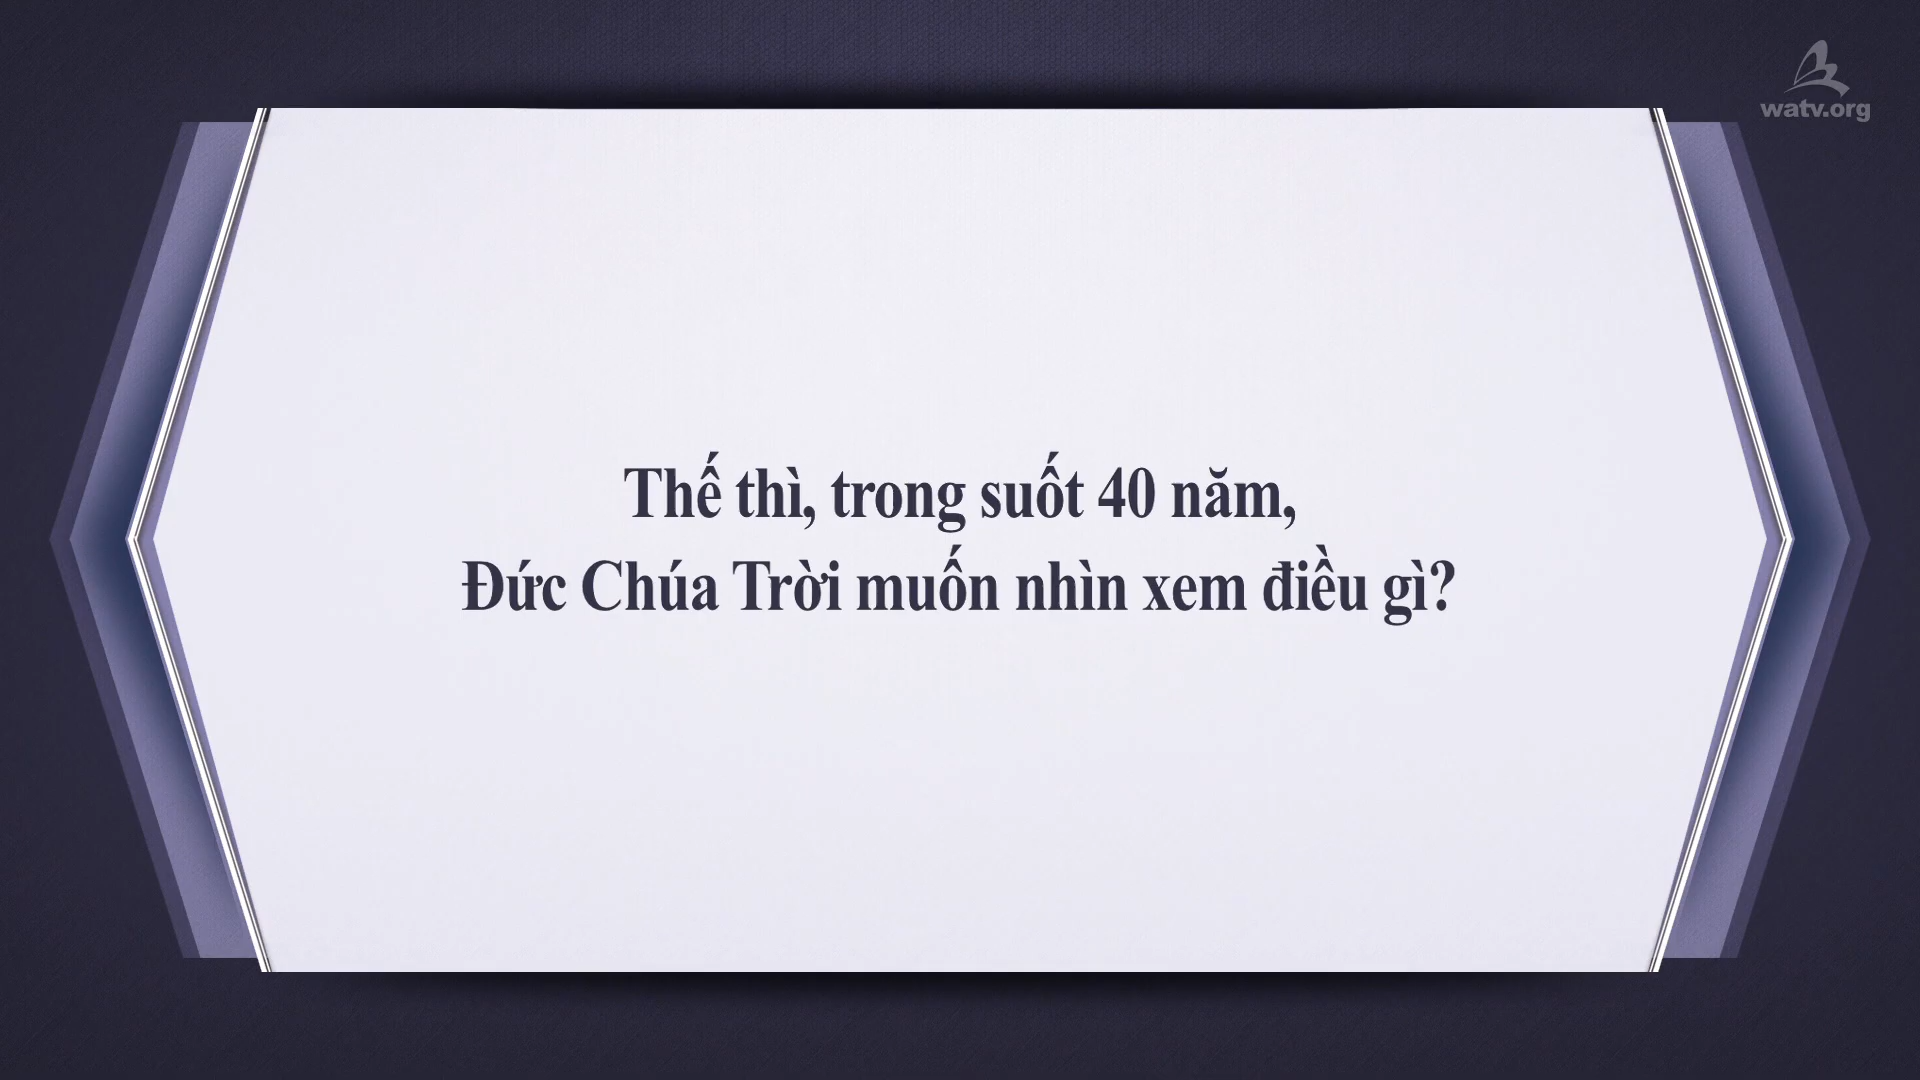 watv.org
Thế thì, trong suốt 40 năm,
Đức Chúa Trời muốn nhìn xem điều gì?